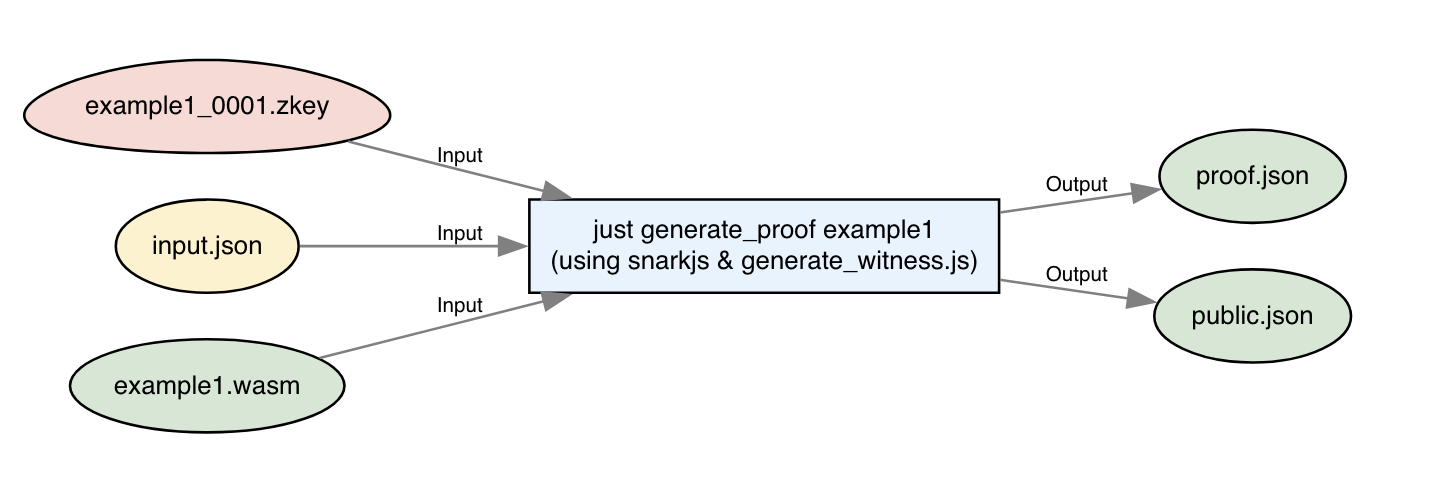 example1_0001.zkey
Input
input.json
Input
example1.wasm
Input
just generate_proof example1
(using snarkjs & generate_witness.js)
Output
proof.json
Output
public.json